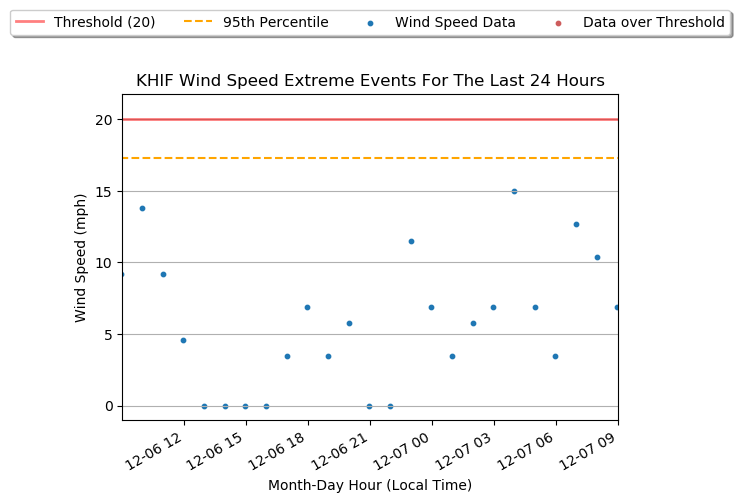 Threshold (20) 95th Percentile Wind Speed Data Data over Threshold
KHIF Wind Speed Extreme Events For The Last 24 Hours
20
15
10
5
0
Wind Speed (mph)
12-06 12 12-06 15 12-06 18 12-06 21 12-07 00 12-07 03 12-07 06 12-07 09
Month-Day Hour (Local Time)